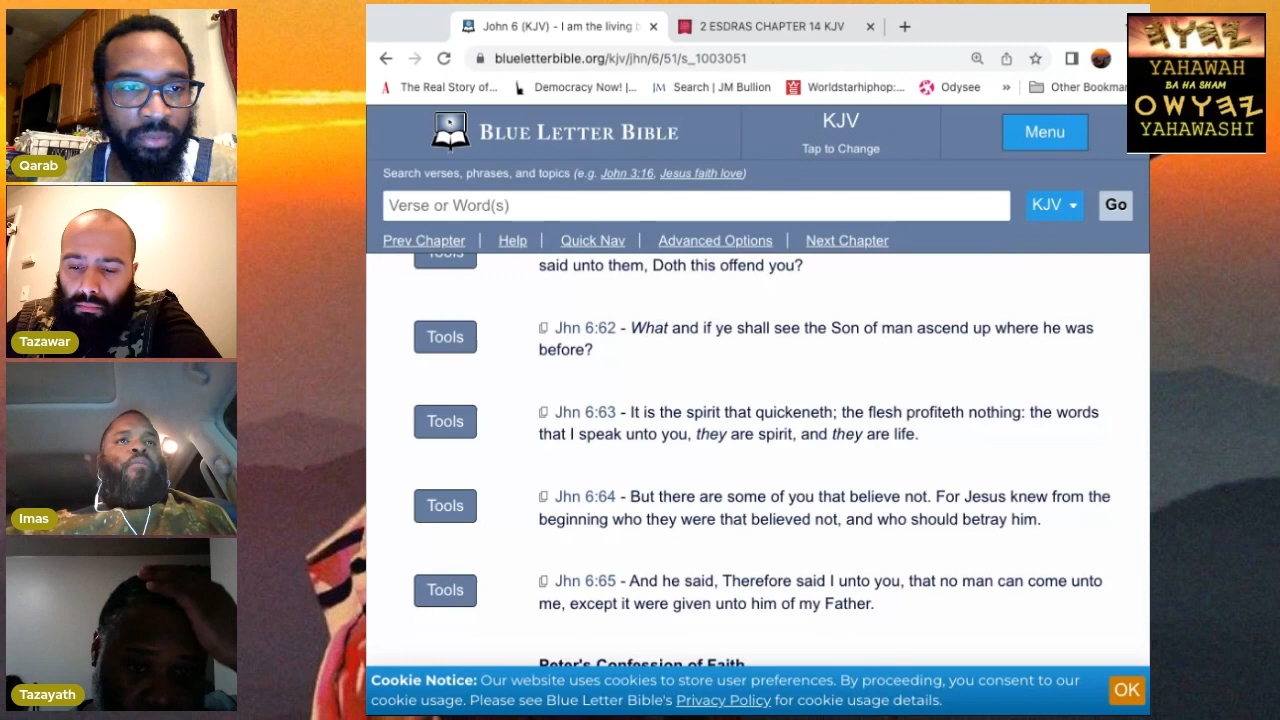 Qarab
Tazawar
Imas
Tazayath
John 6 (KJV) - I am the living b
2 ESDRAS CHAPTER 14 KJV
blueletterbible.org/kjv/jhn/6/51/s_1003051
The Real Story of...
Democracy Now! |...
Search | JM Bullion
Worldstarhiphop:...
Odysee
»
Other Bookmar
BLUE LETTER BIBLE
KJV
Tap to Change
Menu
Search verses, phrases, and topics (e.g. John 3:16, Jesus faith love)
Verse or Word(s)
KJV
Go
Prev Chapter | Help | Quick Nav | Advanced Options | Next Chapter
Tools
said unto them, Doth this offend you?
Tools
Jhn 6:62 - What and if ye shall see the Son of man ascend up where he was
before?
Tools
Jhn 6:63 - It is the spirit that quickeneth; the flesh profiteth nothing: the words
that I speak unto you, they are spirit, and they are life.
Tools
Jhn 6:64 - But there are some of you that believe not. For Jesus knew from the
beginning who they were that believed not, and who should betray him.
Tools
Jhn 6:65 - And he said, Therefore said I unto you, that no man can come unto
me, except it were given unto him of my Father.
Peter's Confession of Faith
Cookie Notice: Our website uses cookies to store user preferences. By proceeding, you consent to our
cookie usage. Please see Blue Letter Bible's Privacy Policy for cookie usage details.
OK
YAHAWAH
BA HA SHAM
YAHAWASHI